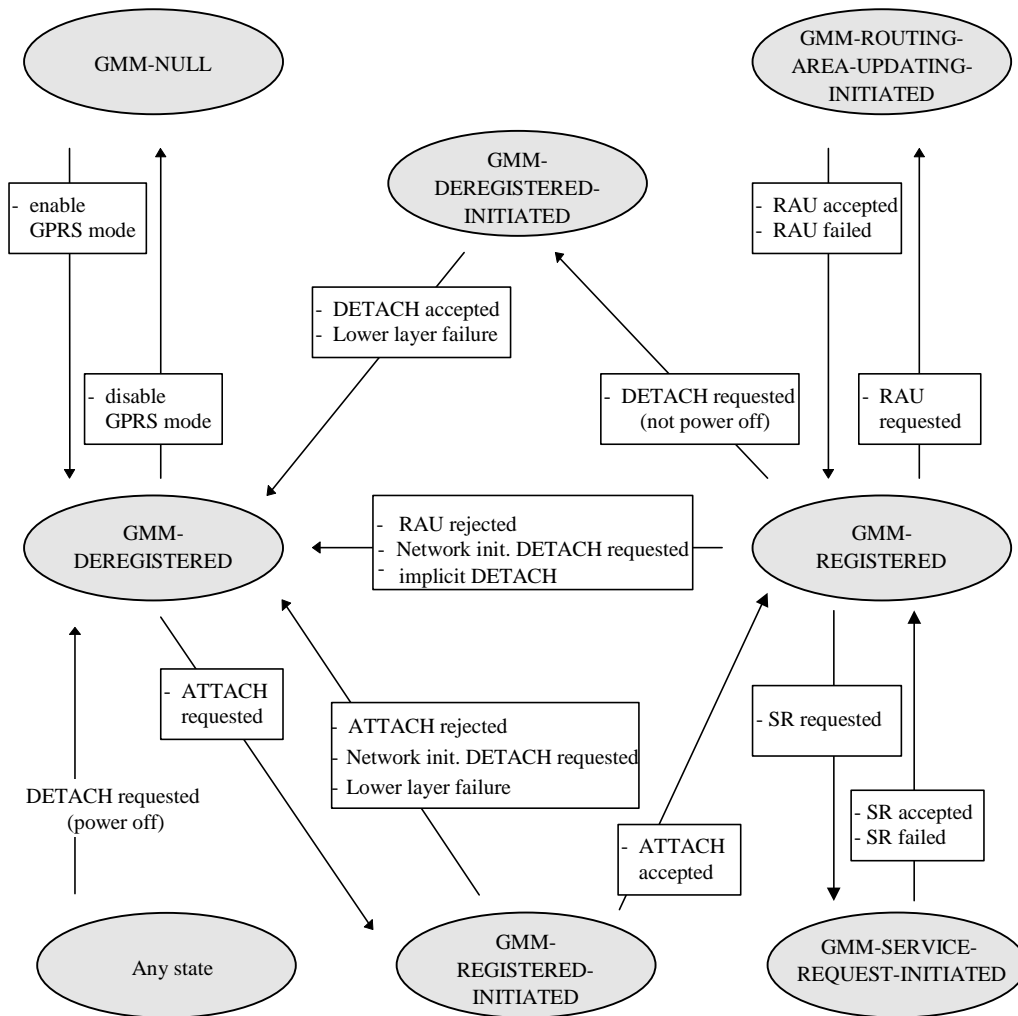 GMM-NULL
GMM-ROUTING-
AREA-UPDATING-
INITIATED
GMM-
DEREGISTERED-
INITIATED
- enable
GPRS mode
- RAU accepted
- RAU failed
- DETACH accepted
- Lower layer failure
- disable
GPRS mode
- DETACH requested
(not power off)
- RAU
requested
GMM-
DEREGISTERED
- RAU rejected
- Network init. DETACH requested
- implicit DETACH
GMM-
REGISTERED
- ATTACH
requested
- ATTACH rejected
- Network init. DETACH requested
- Lower layer failure
- SR requested
DETACH requested
(power off)
- ATTACH
accepted
- SR accepted
- SR failed
Any state
GMM-
REGISTERED-
INITIATED
GMM-SERVICE-
REQUEST-INITIATED